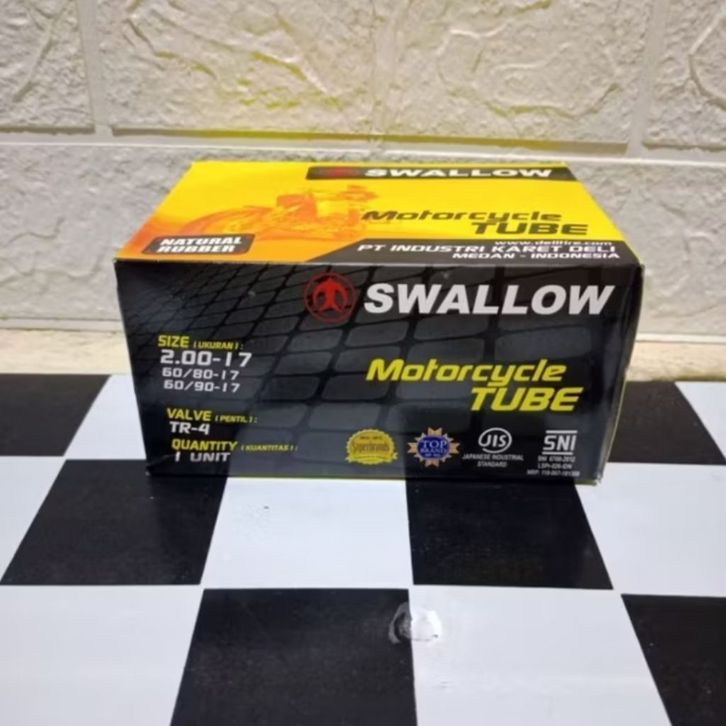 SWALLOW
Motorcycle
TUBE
www.delitire.com
NATURAL
RUBBER
PT INDUSTRI KARET DELI
MEDAN - INDONESIA
SWALLOW
SIZE (UKURAN) :
2.00-17
60/80-17
60/90-17
Motorcycle
TUBE
VALVE (PENTIL) :
TR-4
QUANTITY (KUANTITAS) :
1 UNIT
Superbrands
TOP
BRAND
JIS
JAPANESE INDUSTRIAL
STANDARD
SNI